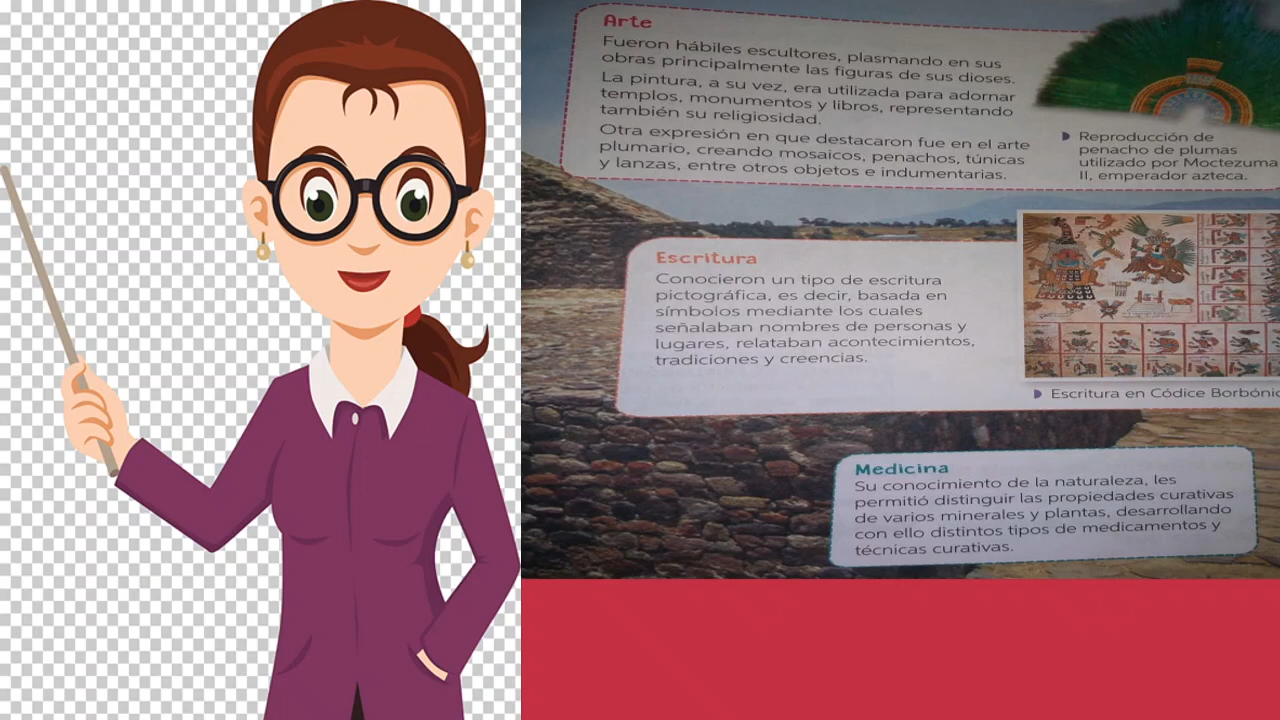 Arte
Fueron hábiles escultores, plasmando en sus
obras principalmente las figuras de sus dioses.
La pintura, a su vez, era utilizada para adornar
templos, monumentos y libros, representando
también su religiosidad.
Otra expresión en que destacaron fue en el arte
plumario, creando mosaicos, penachos, túnicas
y lanzas, entre otros objetos e indumentarias.
Reproducción de
penacho de plumas
utilizado por Moctezuma
II, emperador azteca.
Escritura
Conocieron un tipo de escritura
pictográfica, es decir, basada en
símbolos mediante los cuales
señalaban nombres de personas y
lugares, relataban acontecimientos,
tradiciones y creencias.
Escritura en Códice Borbónic
Medicina
Su conocimiento de la naturaleza, les
permitió distinguir las propiedades curativas
de varios minerales y plantas, desarrollando
con ello distintos tipos de medicamentos y
técnicas curativas.